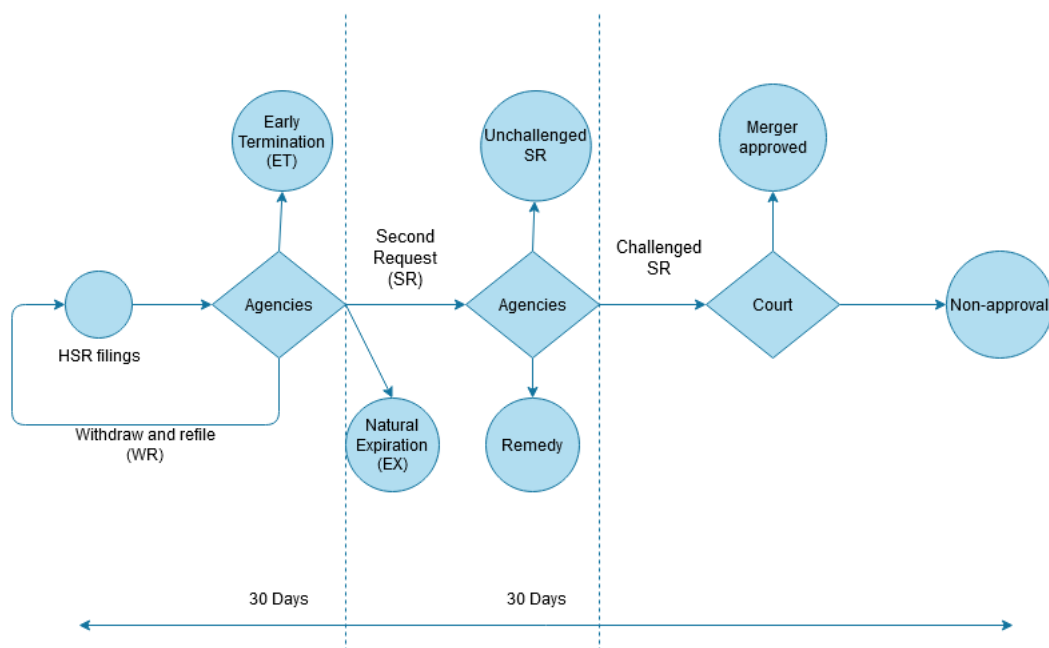 Early
Termination
(ET)
Unchallenged
SR
Merger
approved
Second
Request
(SR)
Challenged
SR
Agencies
Agencies
Court
Non-approval
HSR filings
Withdraw and refile
(WR)
Natural
Expiration
(EX)
Remedy
30 Days
30 Days